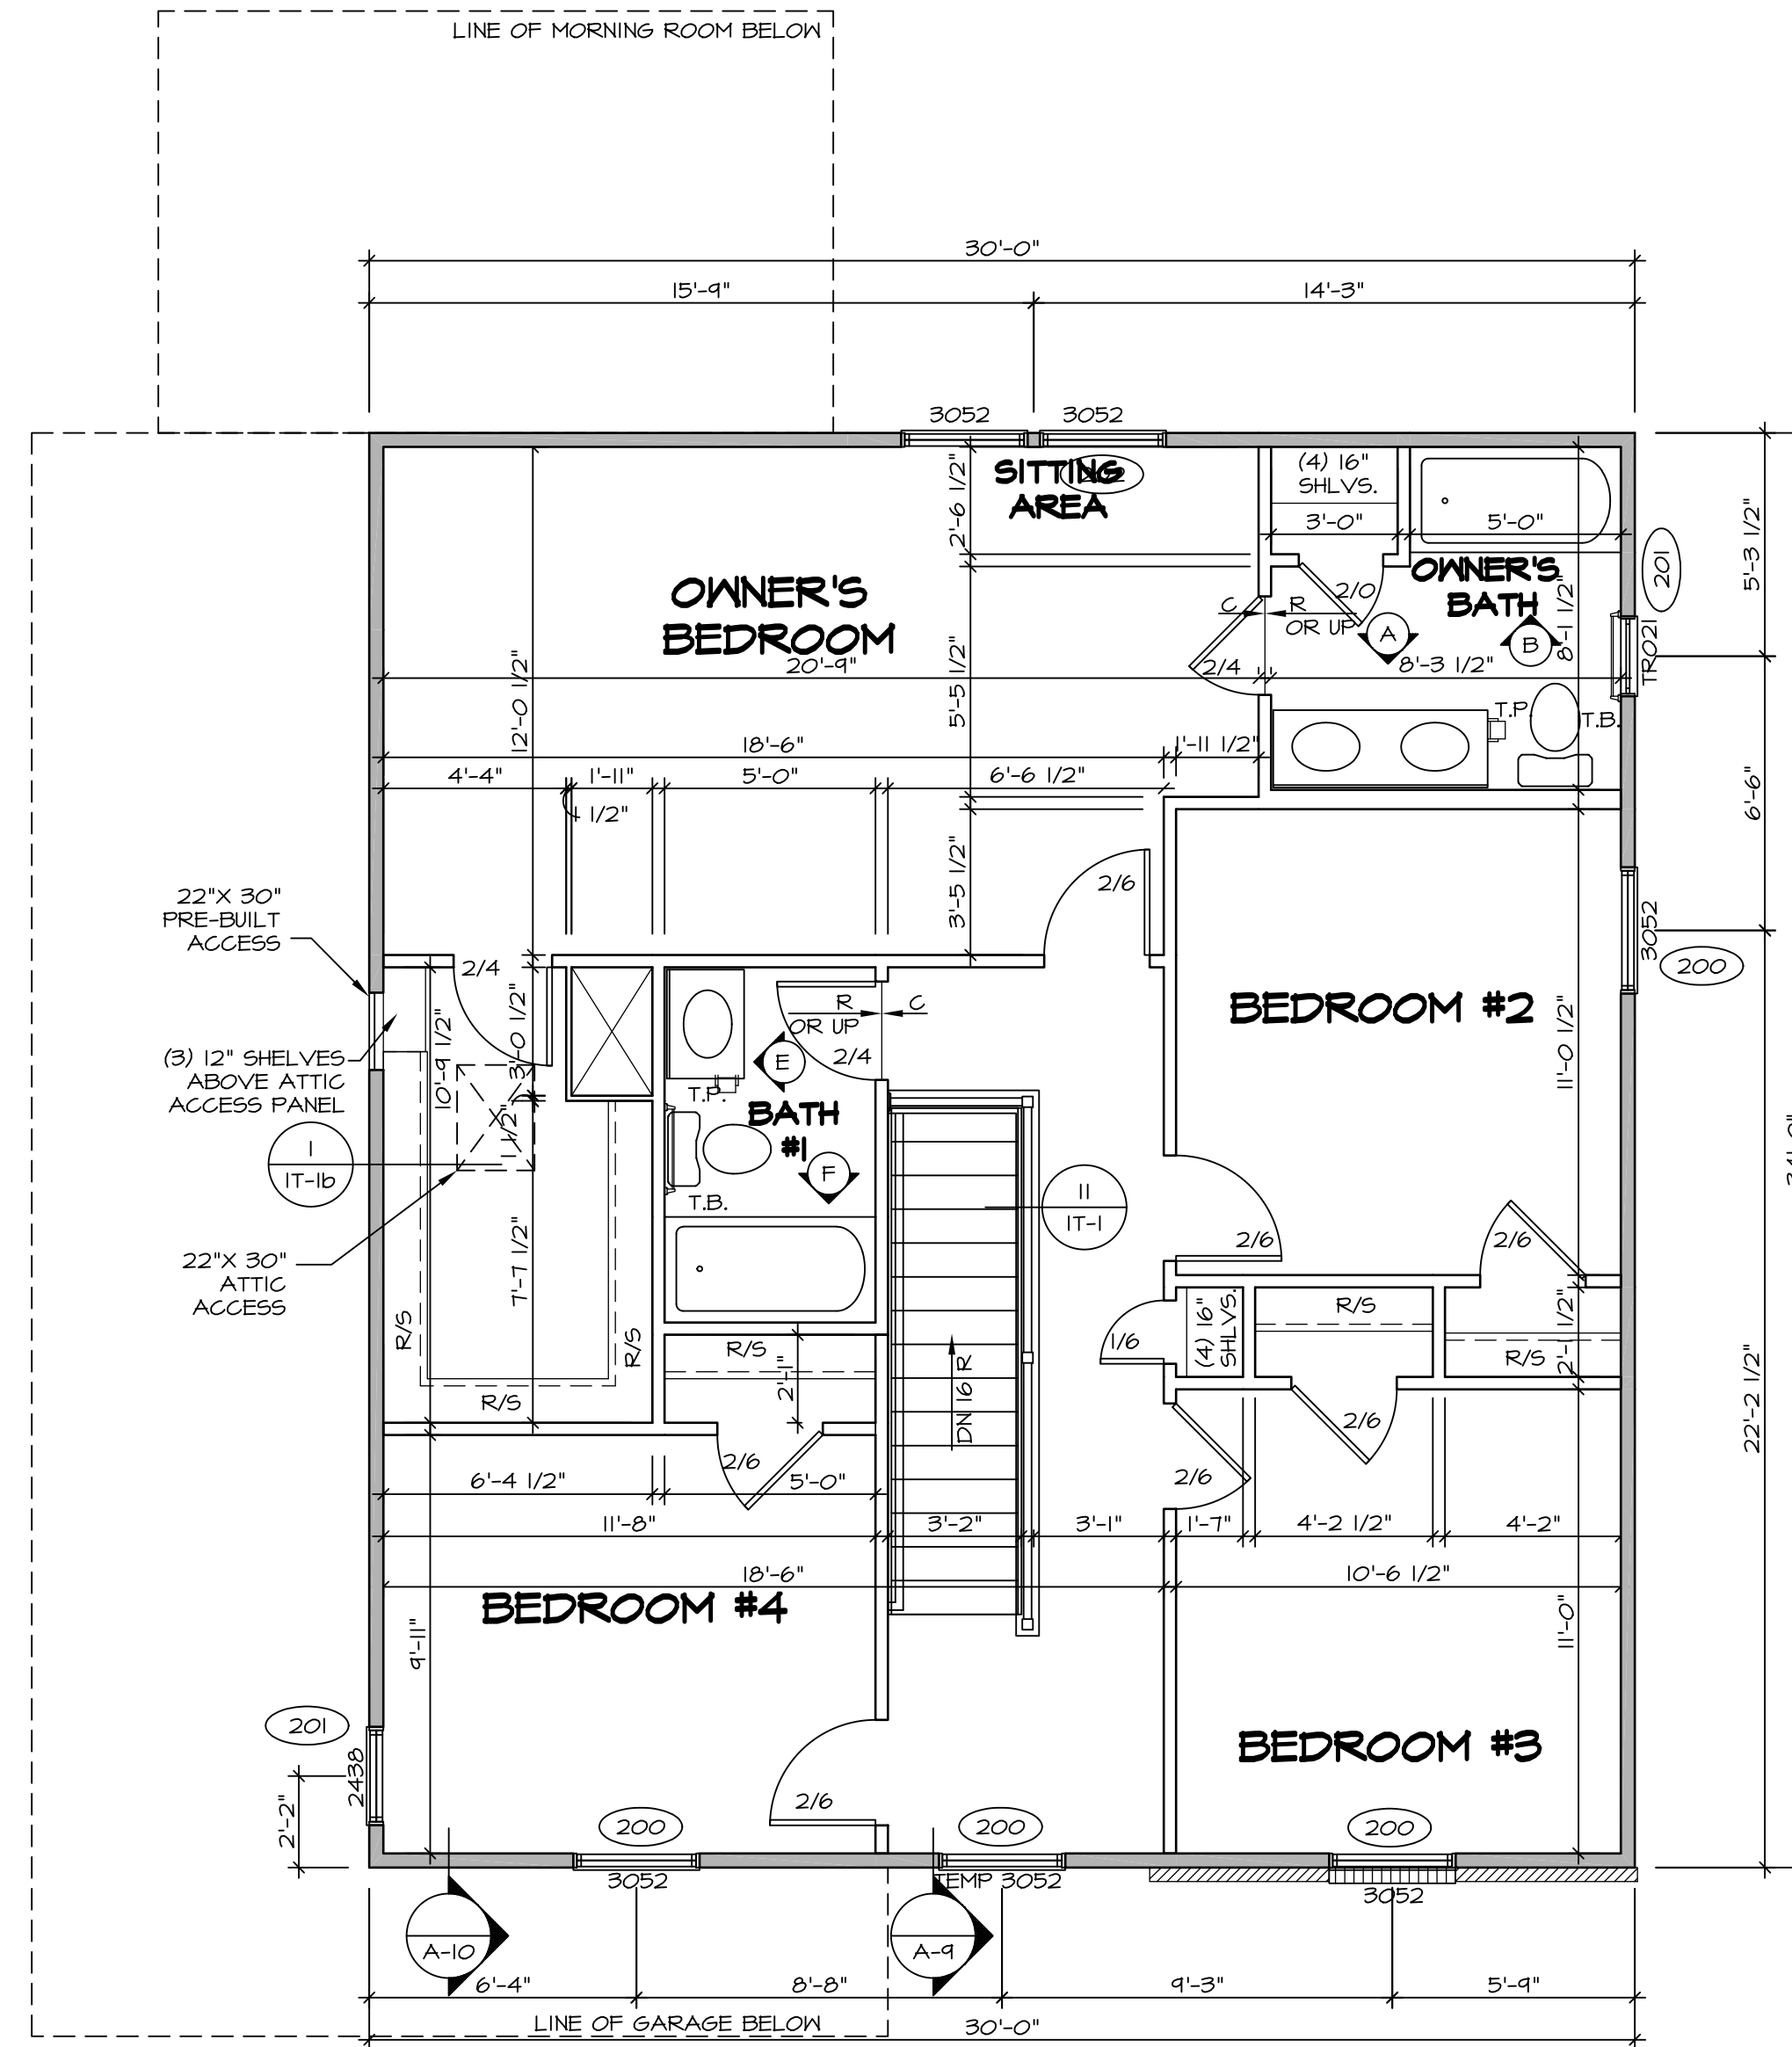 LINE OF MORNING ROOM BELOW
30'-0"
15'-9"
14'-3"
3052
3052
SITTING
AREA
2'-6 1/2"
(4) 16"
SHLVS.
3'-0"
5'-0"
5'-3 1/2"
201
OWNER'S
BEDROOM
OWNER'S
BATH
2/0
C
R
OR UP
A
B
8'-1 1/2"
TR021
20'-9"
2/4
8'-3 1/2"
12'-0 1/2"
5'-5 1/2"
T.P.
T.B.
18'-6"
1'-11 1/2"
4'-4"
1'-11"
5'-0"
6'-6 1/2"
1/2"
6'-6"
3'-5 1/2"
2/6
22"X 30"
PRE-BUILT
ACCESS
3052
200
2/4
BEDROOM #2
R
C
OR UP
E
2/4
10'-9 1/2"
3'-0 1/2"
11'-0 1/2"
(3) 12" SHELVES
ABOVE ATTIC
ACCESS PANEL
T.P.
BATH
#1
1 1/2"
1
IT-1b
F
T.B.
11
IT-1
22"X 30"
ATTIC
ACCESS
7'-7 1/2"
2/6
2/6
R/S
R/S
R/S
R/S
1/6
(4) 16"
SHLVS.
R/S
R/S
2'-1 1/2"
2'-1"
DN 16 R
22'-2 1/2"
2/6
2/6
2/6
6'-4 1/2"
5'-0"
11'-8"
3'-2"
3'-1"
1'-7"
4'-2 1/2"
4'-2"
18'-6"
10'-6 1/2"
BEDROOM #4
9'-11"
11'-0"
201
2438
2'-2"
BEDROOM #3
2/6
200
200
200
3052
TEMP 3052
3052
A-10
A-9
6'-4"
8'-8"
9'-3"
5'-9"
LINE OF GARAGE BELOW
30'-0"